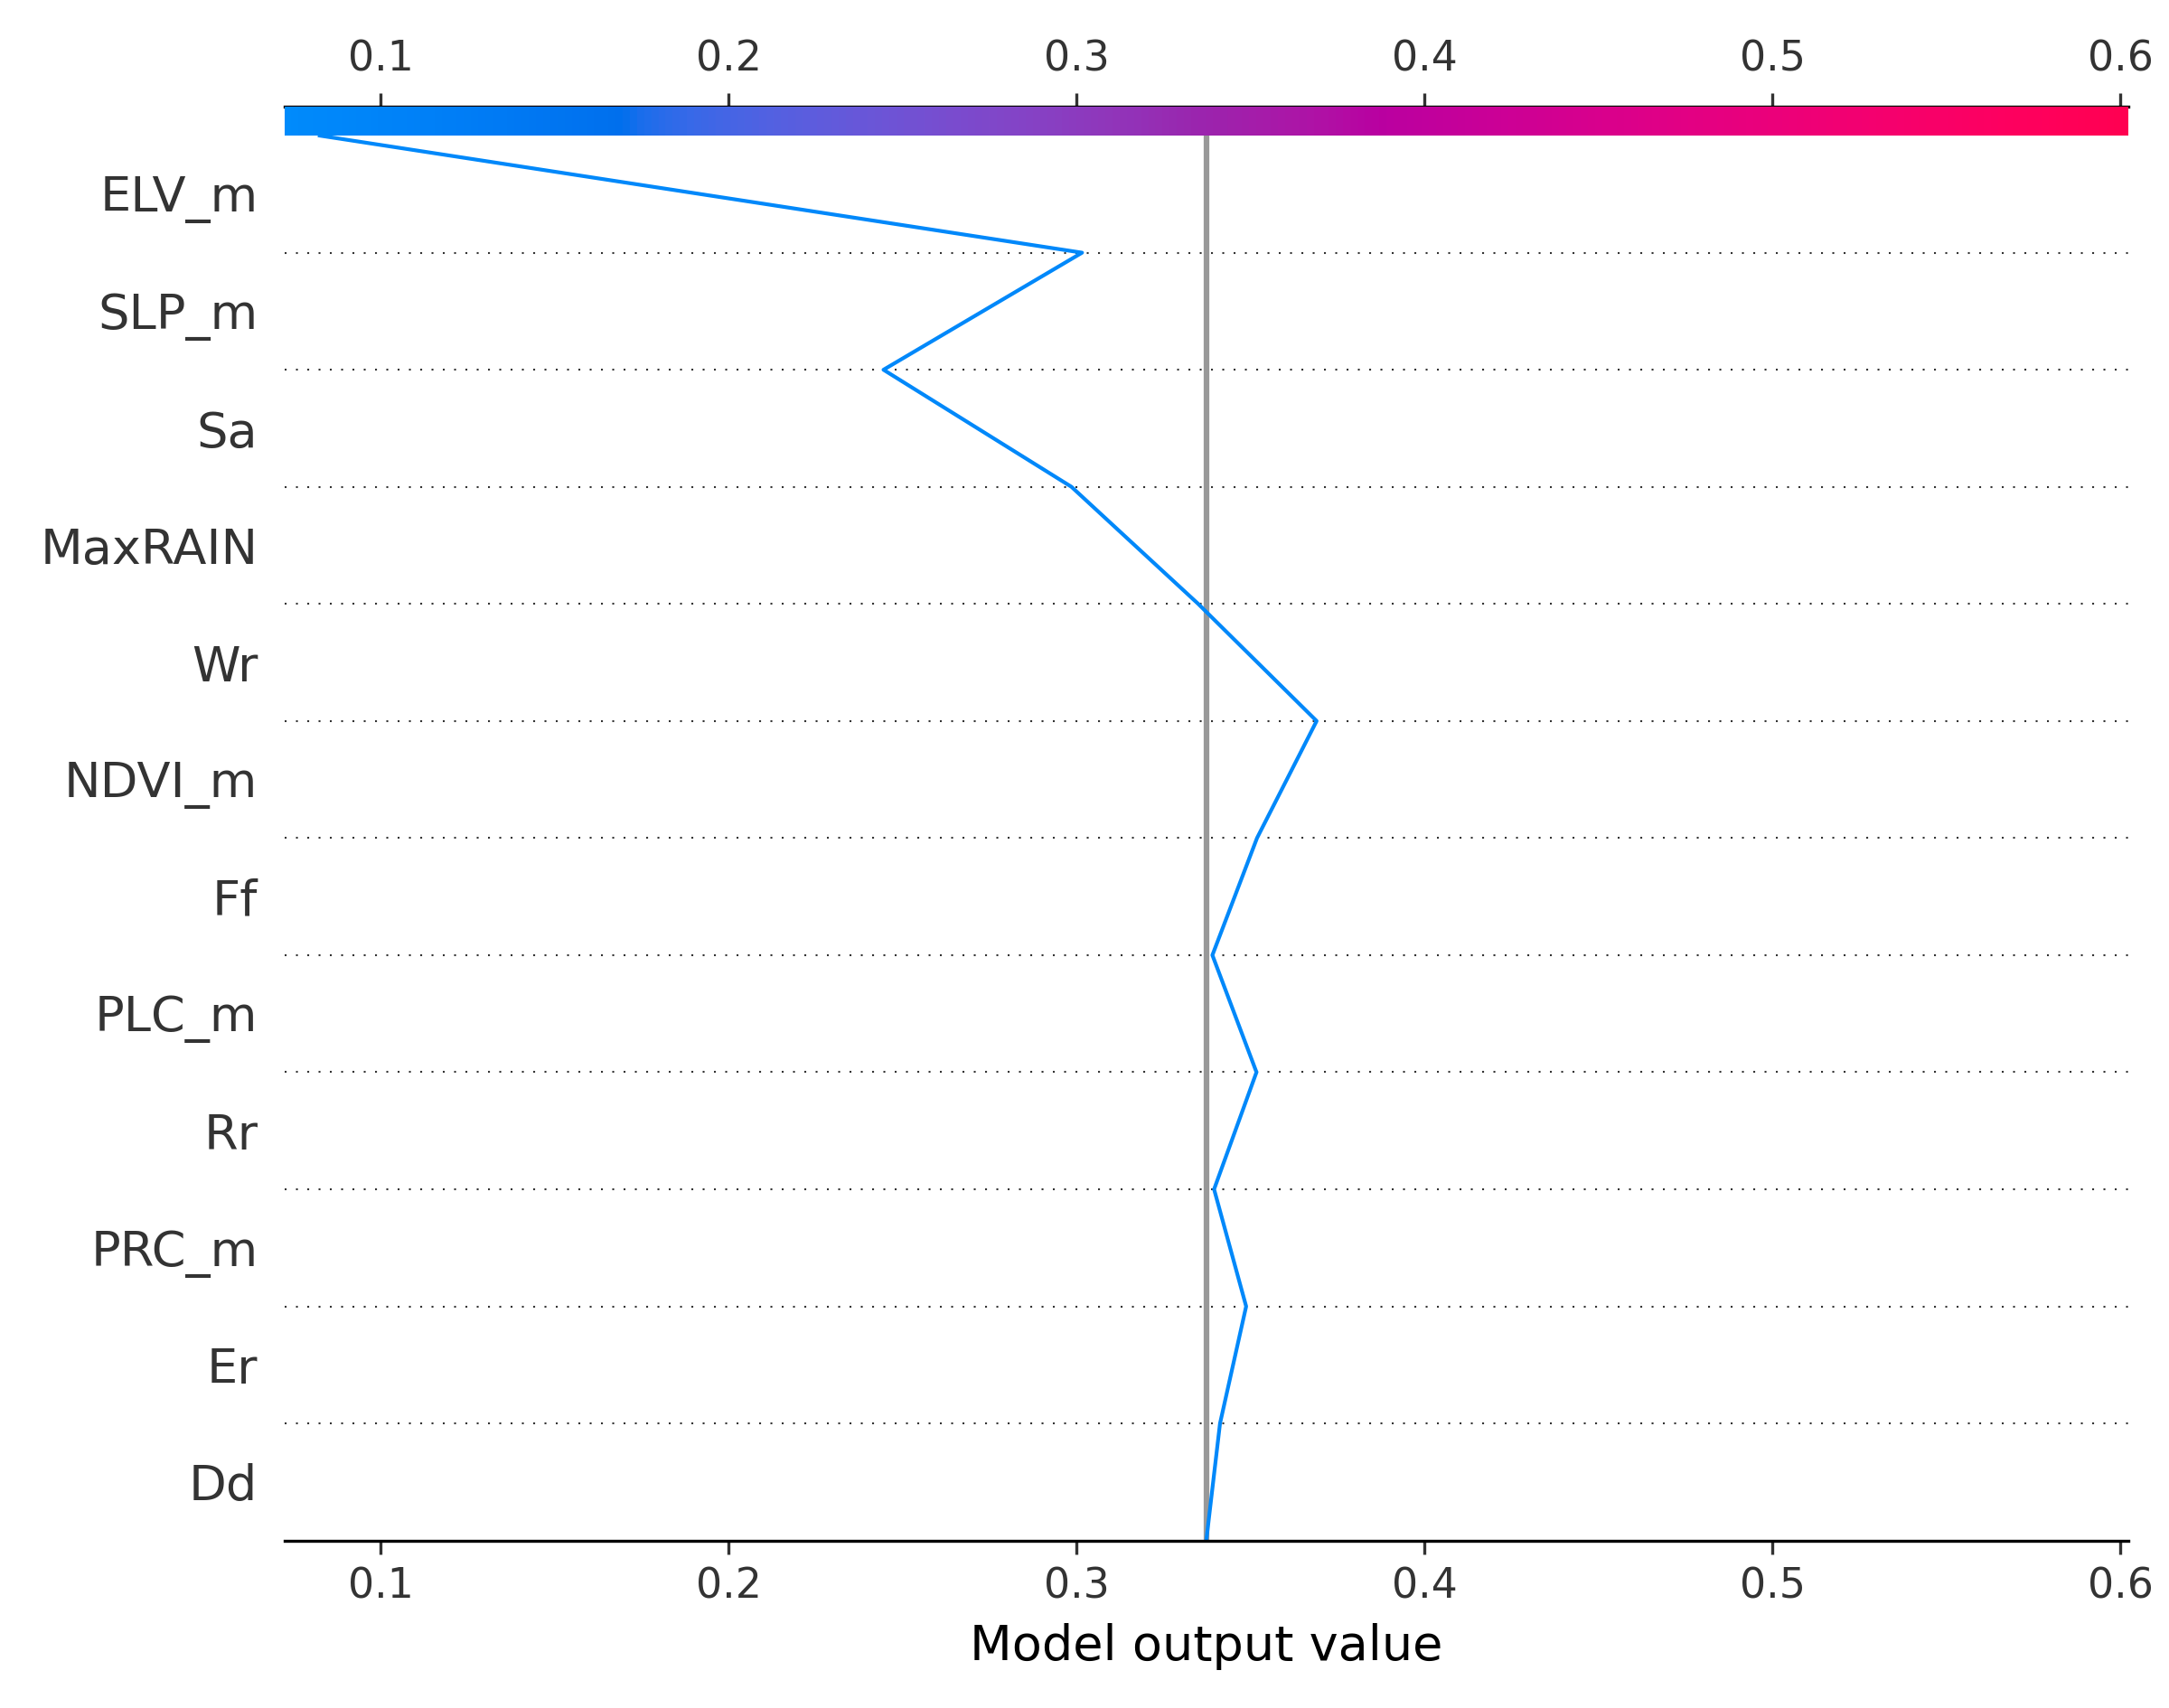 0.1 0.2 0.3 0.4 0.5 0.6
ELV_m
SLP_m
Sa
MaxRAIN
Wr
NDVI_m
Ff
PLC_m
Rr
PRC_m
Er
Dd
0.1 0.2 0.3 0.4 0.5 0.6
Model output value